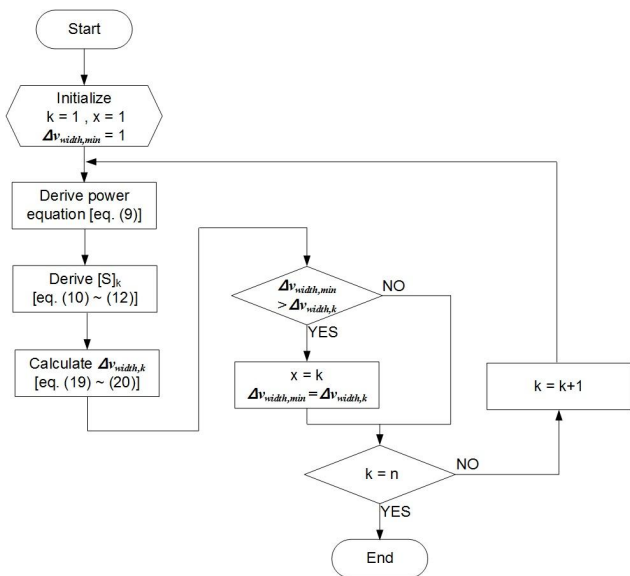 Start
Initialize
k = 1 , x = 1
Δv_width,min = 1
Derive power
equation [eq. (9)]
Derive [S]k
[eq. (10) ~ (12)]
Calculate Δv_width,k
[eq. (19) ~ (20)]
Δv_width,min
> Δv_width,k
NO
YES
x = k
Δv_width,min = Δv_width,k
k = k+1
k = n
NO
YES
End